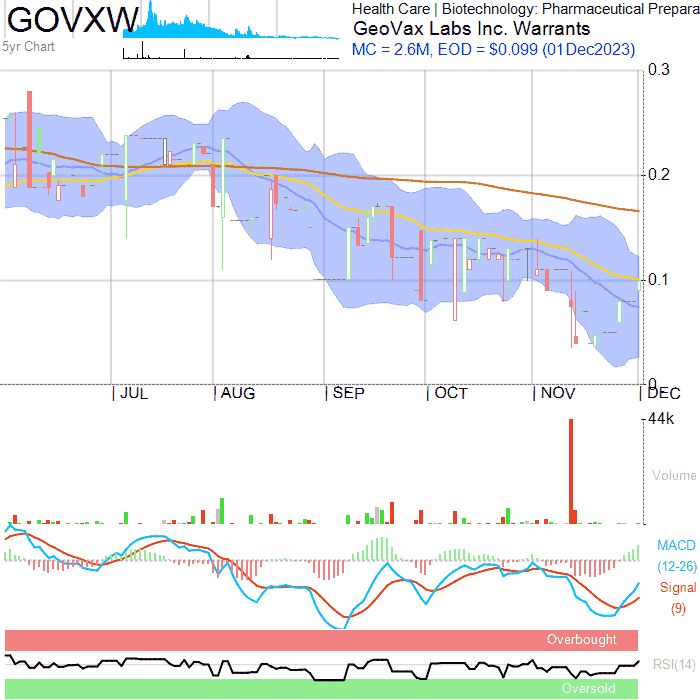 GOVXW
5yr Chart
Health Care | Biotechnology: Pharmaceutical Prepara
GeoVax Labs Inc. Warrants
MC = 2.6M, EOD = $0.099 (01Dec2023)
0.3
0.2
0.1
0
JUL AUG SEP OCT NOV DEC
44k
Volume
MACD
(12-26)
Signal
(9)
Overbought
RSI(14)
Oversold